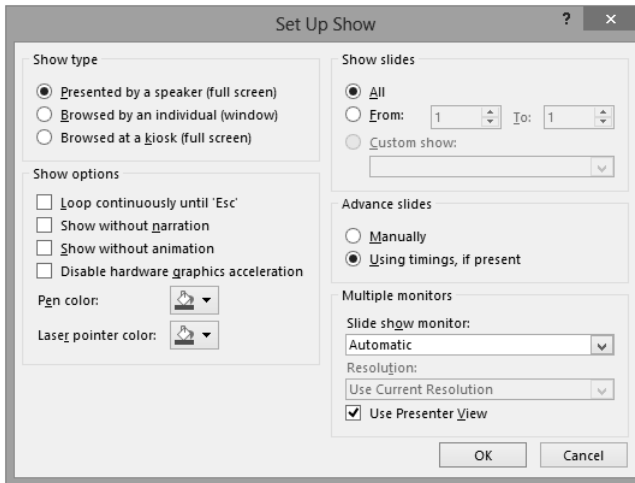 Set Up Show
?
Show type
Presented by a speaker (full screen)
Browsed by an individual (window)
Browsed at a kiosk (full screen)
Show options
Loop continuously until 'Esc'
Show without narration
Show without animation
Disable hardware graphics acceleration
Pen color:
Laser pointer color:
Show slides
All
From: 1 To: 1
Custom show:
Advance slides
Manually
Using timings, if present
Multiple monitors
Slide show monitor:
Automatic
Resolution:
Use Current Resolution
Use Presenter View
OK Cancel